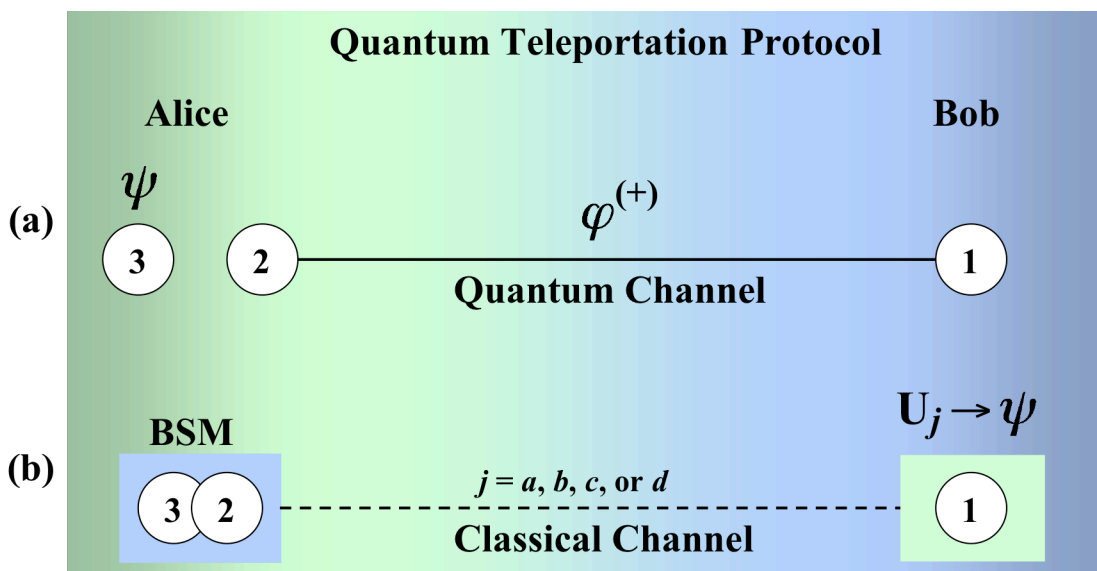 Quantum Teleportation Protocol
Alice
Bob
ψ
φ(+)
(a)
3
2
1
Quantum Channel
Uj → ψ
BSM
(b)
3
2
j = a, b, c, or d
1
Classical Channel